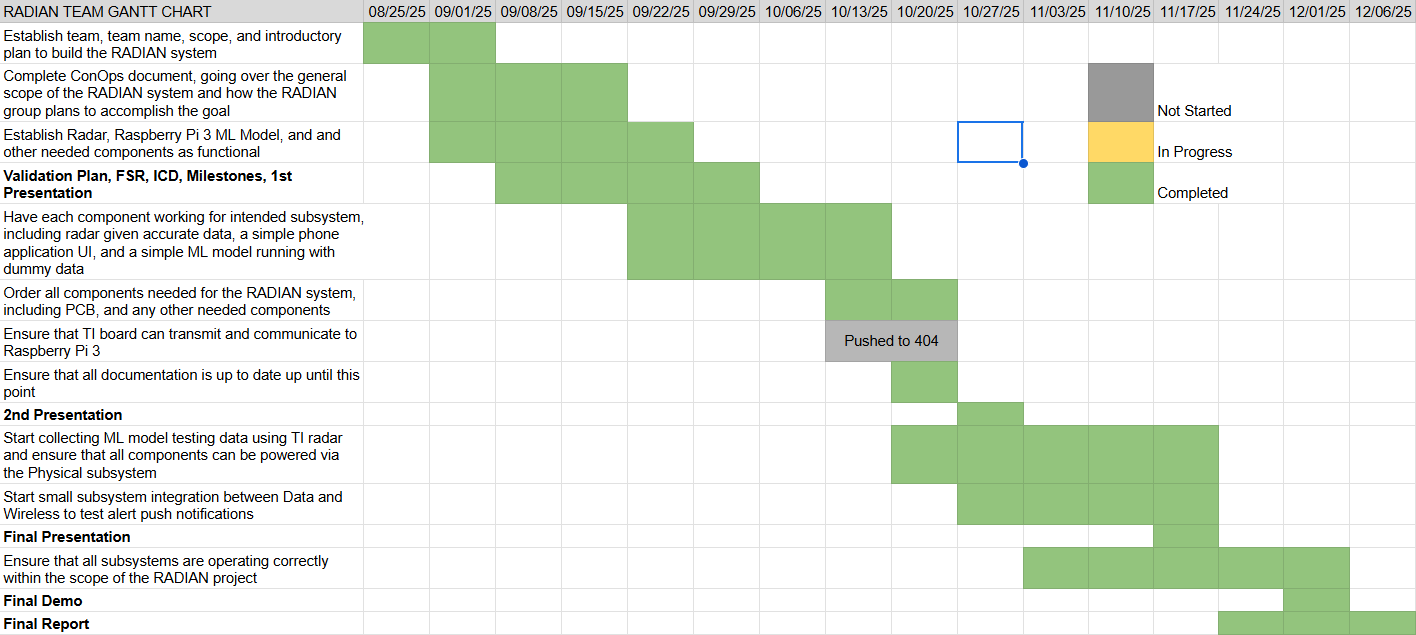 RADIAN TEAM GANTT CHART 08/25/25 09/01/25 09/08/25 09/15/25 09/22/25 09/29/25 10/06/25 10/13/25 10/20/25 10/27/25 11/03/25 11/10/25 11/17/25 11/24/25 12/01/25 12/06/25
Establish team, team name, scope, and introductory
plan to build the RADIAN system
Complete ConOps document, going over the general
scope of the RADIAN system and how the RADIAN
group plans to accomplish the goal
Not Started
Establish Radar, Raspberry Pi 3 ML Model, and and
other needed components as functional
In Progress
Validation Plan, FSR, ICD, Milestones, 1st
Presentation
Completed
Have each component working for intended subsystem,
including radar given accurate data, a simple phone
application UI, and a simple ML model running with
dummy data
Order all components needed for the RADIAN system,
including PCB, and any other needed components
Ensure that TI board can transmit and communicate to
Raspberry Pi 3
Pushed to 404
Ensure that all documentation is up to date up until this
point
2nd Presentation
Start collecting ML model testing data using TI radar
and ensure that all components can be powered via
the Physical subsystem
Start small subsystem integration between Data and
Wireless to test alert push notifications
Final Presentation
Ensure that all subsystems are operating correctly
within the scope of the RADIAN project
Final Demo
Final Report